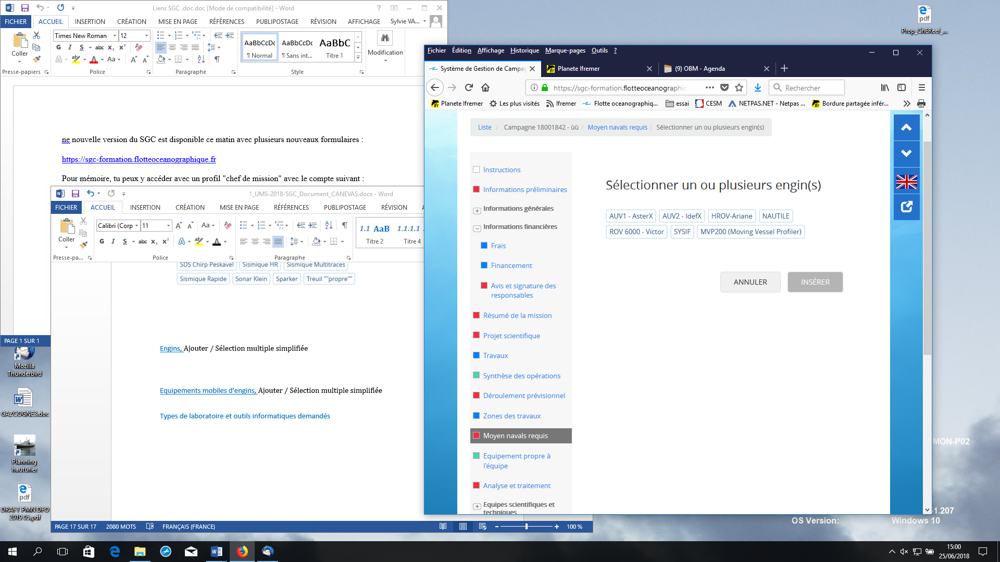 Liens SGC .doc.doc [Mode de compatibilité] - Word
FICHIER ACCUEIL INSERTION CRÉATION MISE EN PAGE RÉFÉRENCES PUBLIPOSTAGE RÉVISION AFFICHAGE Sylvie VA...
Times New Roman 12
Coller
G I S abc x₂ x²
Aa
AaBbCcDc AaBbCcDc AaBbC
¶ Normal ¶ Sans int... Titre 1
Modification
Presse-papiers Police Paragraphe Style
ne nouvelle version du SGC est disponible ce matin avec plusieurs nouveaux formulaires :
https://sgc-formation.flotteoceanographique.fr
Pour mémoire, tu peux y accéder avec un profil "chef de mission" avec le compte suivant :
PAGE 1 SUR 1
1_UMS-2018-SGC_Document_CANEVAS.docx - Word
FICHIER ACCUEIL INSERTION CRÉATION MISE EN PAGE RÉFÉRENCES PUBLIPOSTAGE RÉVISION
Calibri (Corp 11
Aa
Coller
G I S abc x₂ x²
1.1 AaB 1.1.1.1
Titre 2 Titre 4
Presse-pa... Police Paragraphe
SDS Chirp Peskavel Sismique HR Sismique Multitraces
Sismique Rapide Sonar Klein Sparker Treuil ""propre""
Engins, Ajouter / Sélection multiple simplifiée
Equipements mobiles d'engins, Ajouter / Sélection multiple simplifiée
Types de laboratoire et outils informatiques demandés
PAGE 17 SUR 17 2080 MOTS FRANÇAIS (FRANCE) 100 %
Fichier Édition Affichage Historique Marque-pages Outils ?
Système de Gestion de Campag
Planete Ifremer
(9) OBM - Agenda
https://sgc-formation.flotteoceanographiq
Rechercher
Planete Ifremer Les plus visités Ifremer Flotte oceanographiq... essai CESM NETPAS.NET - Netpas ... Bordure partagée infér...
Liste / Campagne 18001842 - ùù / Moyen navals requis / Sélectionner un ou plusieurs engin(s)
Instructions
Informations préliminaires
Informations générales
Informations financières
Frais
Financement
Avis et signature des
responsables
Résumé de la mission
Projet scientifique
Travaux
Synthèse des opérations
Déroulement prévisionnel
Zones des travaux
Moyen navals requis
Equipement propre à
l'équipe
Analyse et traitement
Equipes scientifiques et
techniques
Sélectionner un ou plusieurs engin(s)
AUV1 - AsterX AUV2 - IdefX HROV-Ariane NAUTILE
ROV 6000 - Victor SYSIF MVP200 (Moving Vessel Profiler)
ANNULER INSÉRER
Prop_ChEReef_...
Mozilla
Thunderbird
GAZCOGNE3.doc
Planning
hauturier
DRAFT PMN DFO
2019 05.pdf
MON-P02
1.207
OS Version: Windows 10
15:00
25/06/2018